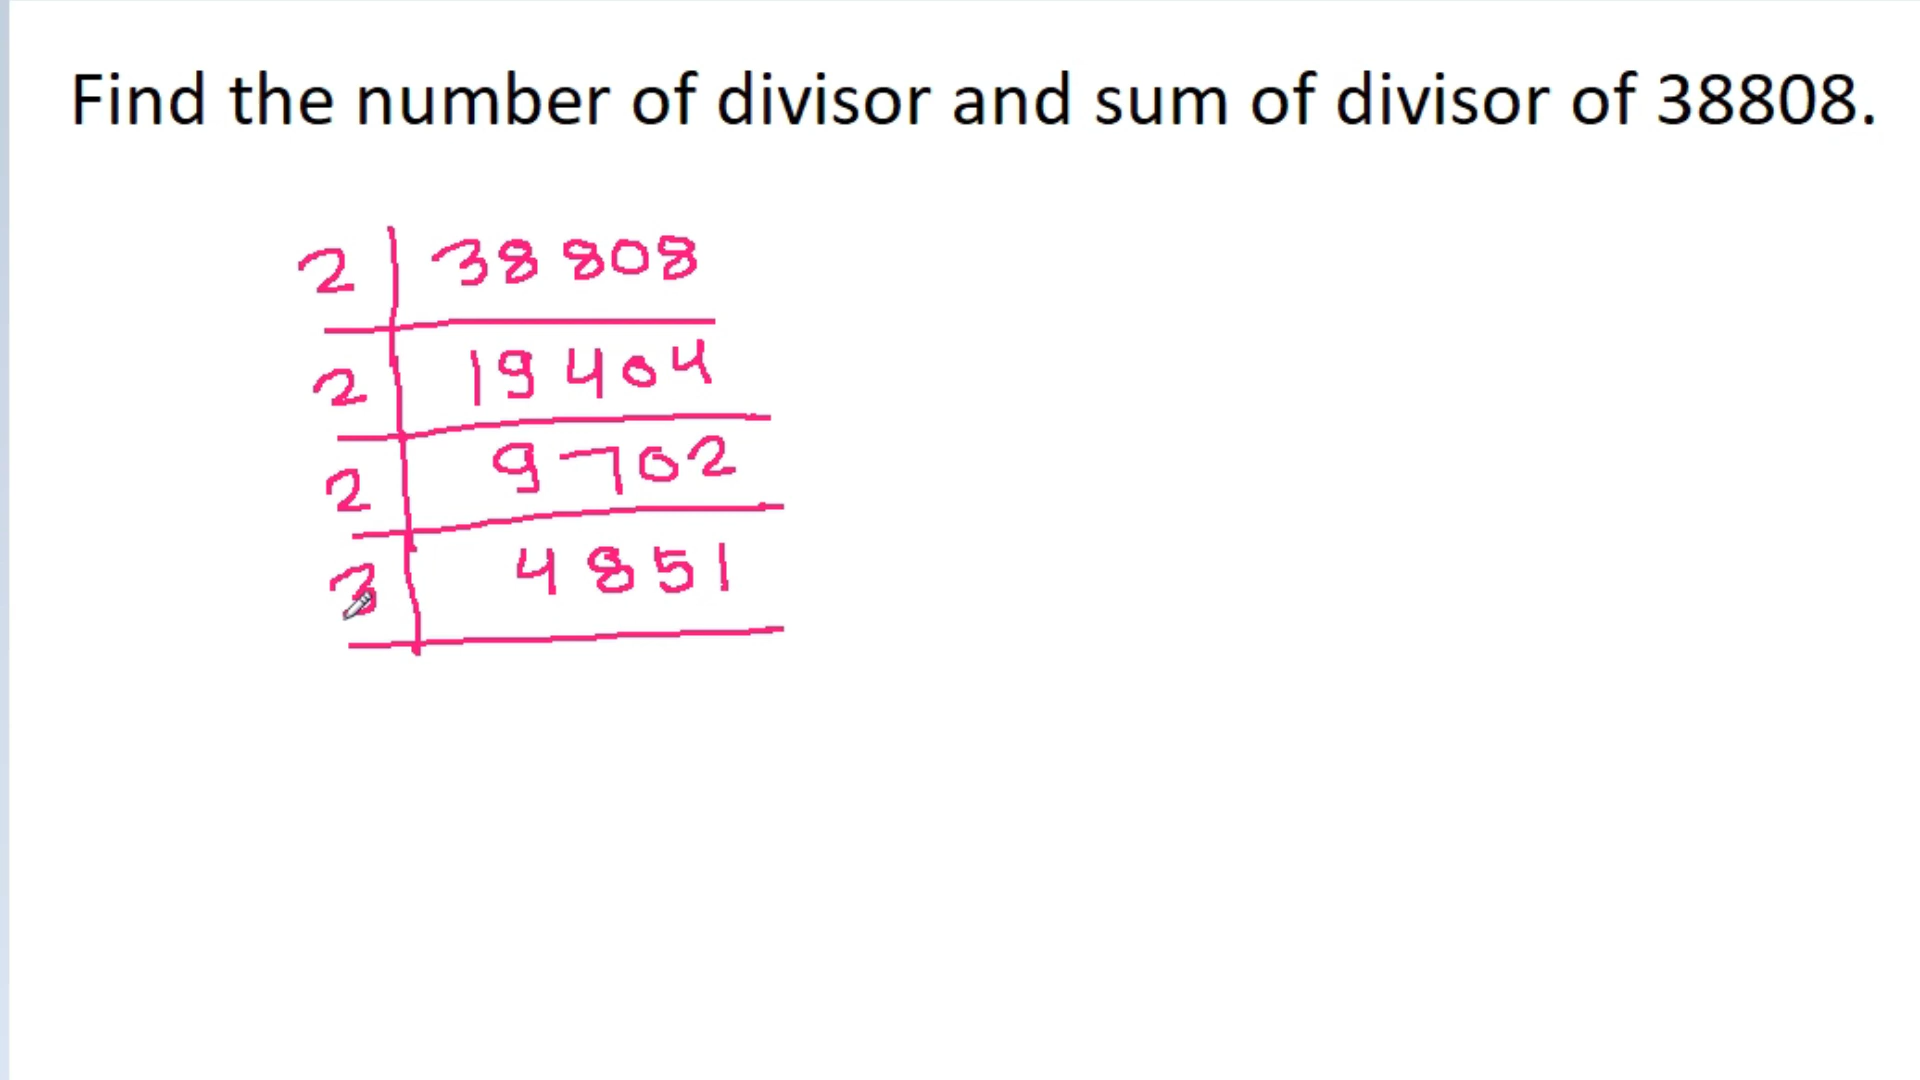 Find the number of divisor and sum of divisor of 38808.
2 38808
2 19404
2 9702
3 4851